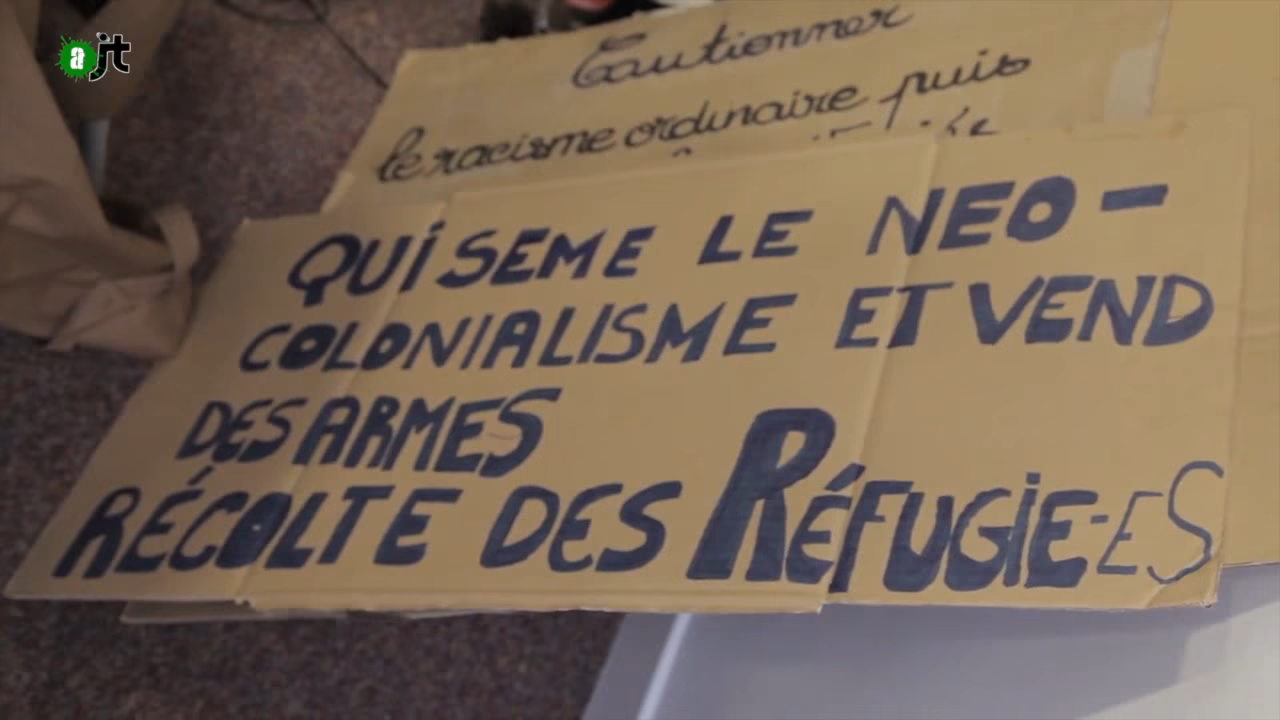 ajt
Cautionner
le racisme ordinaire puis
QUI SEME LE NEO-
COLONIALISME ET VEND
DES ARMES
RÉCOLTE DES RÉFUGIE-ES